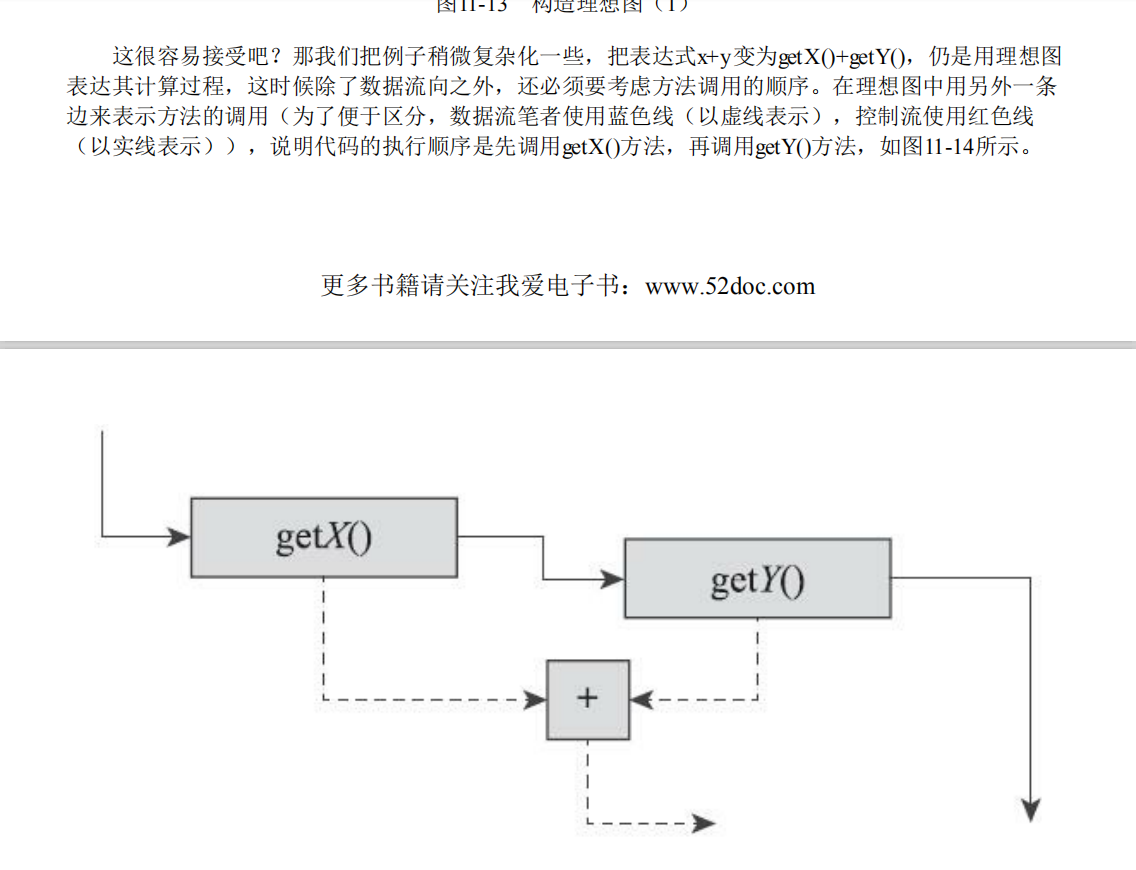 图11-13 构造理想图（1）
这很容易接受吧？那我们把例子稍微复杂化一些，把表达式x+y变为getX()+getY()，仍是用理想图
表达其计算过程，这时候除了数据流向之外，还必须要考虑方法调用的顺序。在理想图中用另外一条
边来表示方法的调用（为了便于区分，数据流笔者使用蓝色线（以虚线表示），控制流使用红色线
（以实线表示）），说明代码的执行顺序是先调用getX()方法，再调用getY()方法，如图11-14所示。
更多书籍请关注我爱电子书：www.52doc.com
getX()
getY()
+